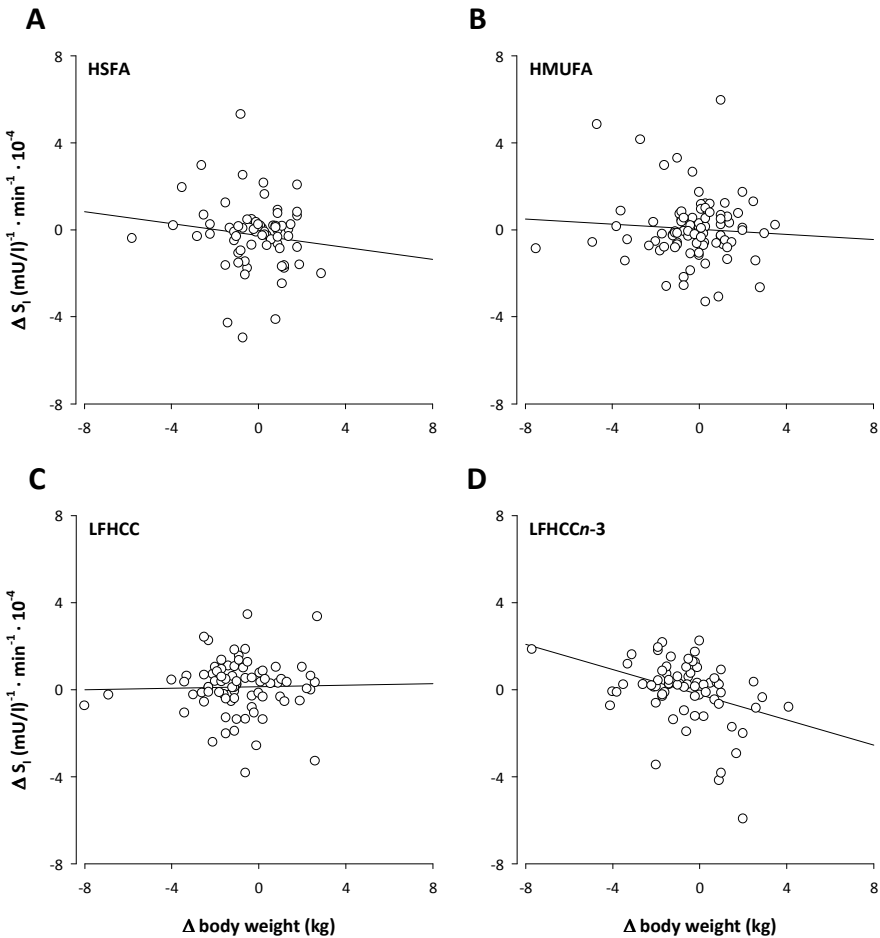 A
B
HSFA
HMUFA
8
4
0
-4
-8
-8 -4 0 4 8
8
4
0
-4
-8
-8 -4 0 4 8
Δ S_I (mU/l)⁻¹ · min⁻¹ · 10⁻⁴
C
D
LFHCC
LFHCCn-3
8
4
0
-4
-8
-8 -4 0 4 8
8
4
0
-4
-8
-8 -4 0 4 8
Δ S_I (mU/l)⁻¹ · min⁻¹ · 10⁻⁴
Δ body weight (kg)
Δ body weight (kg)